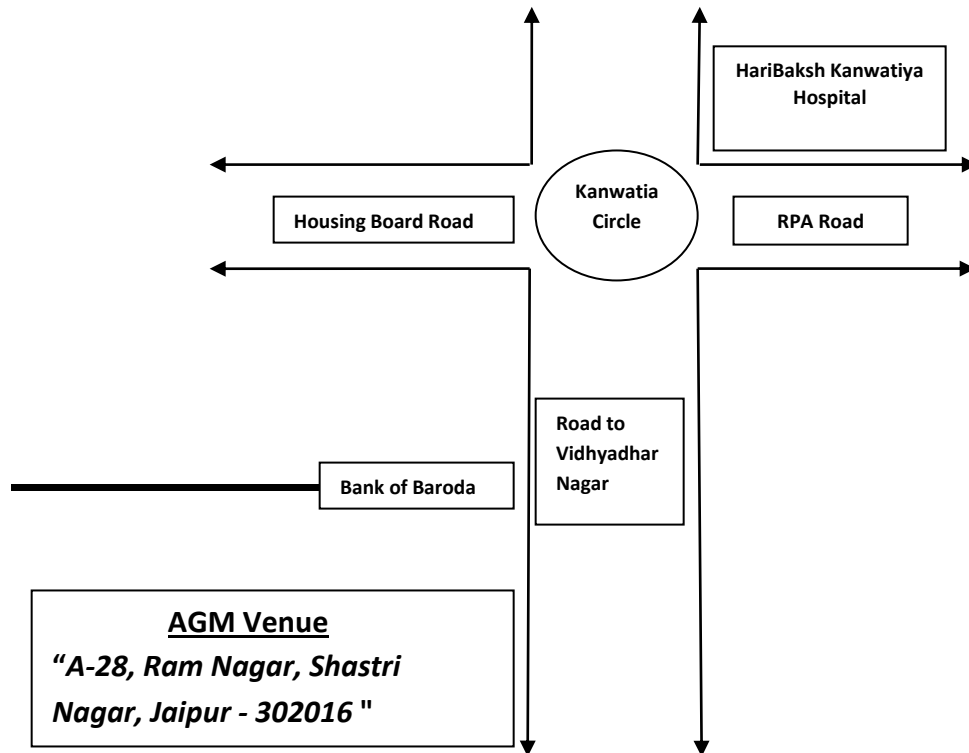 HariBaksh Kanwatiya
Hospital
Kanwatia
Circle
Housing Board Road
RPA Road
Road to
Vidhyadhar
Nagar
Bank of Baroda
AGM Venue
“A-28, Ram Nagar, Shastri
Nagar, Jaipur - 302016 "